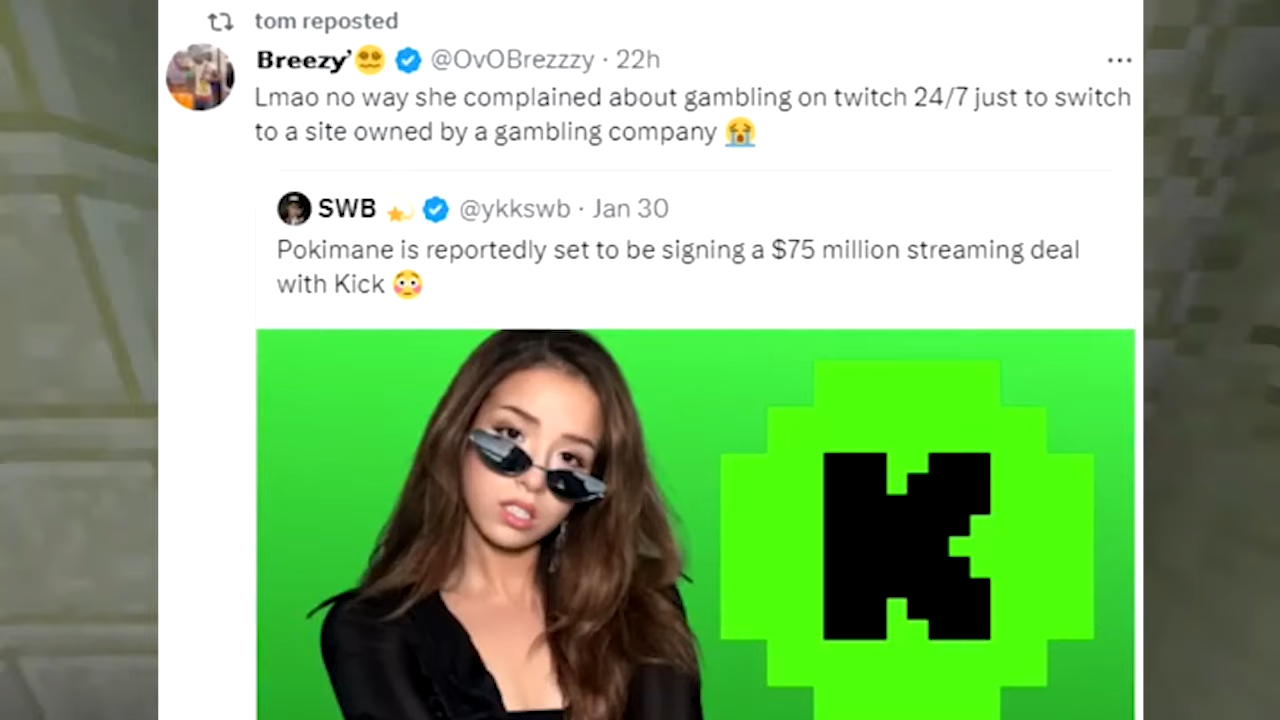 tom reposted
Breezy'😵‍💫 @OvOBrezzzy · 22h
Lmao no way she complained about gambling on twitch 24/7 just to switch
to a site owned by a gambling company 😭
SWB 💫 @ykkswb · Jan 30
Pokimane is reportedly set to be signing a $75 million streaming deal
with Kick 😳
K